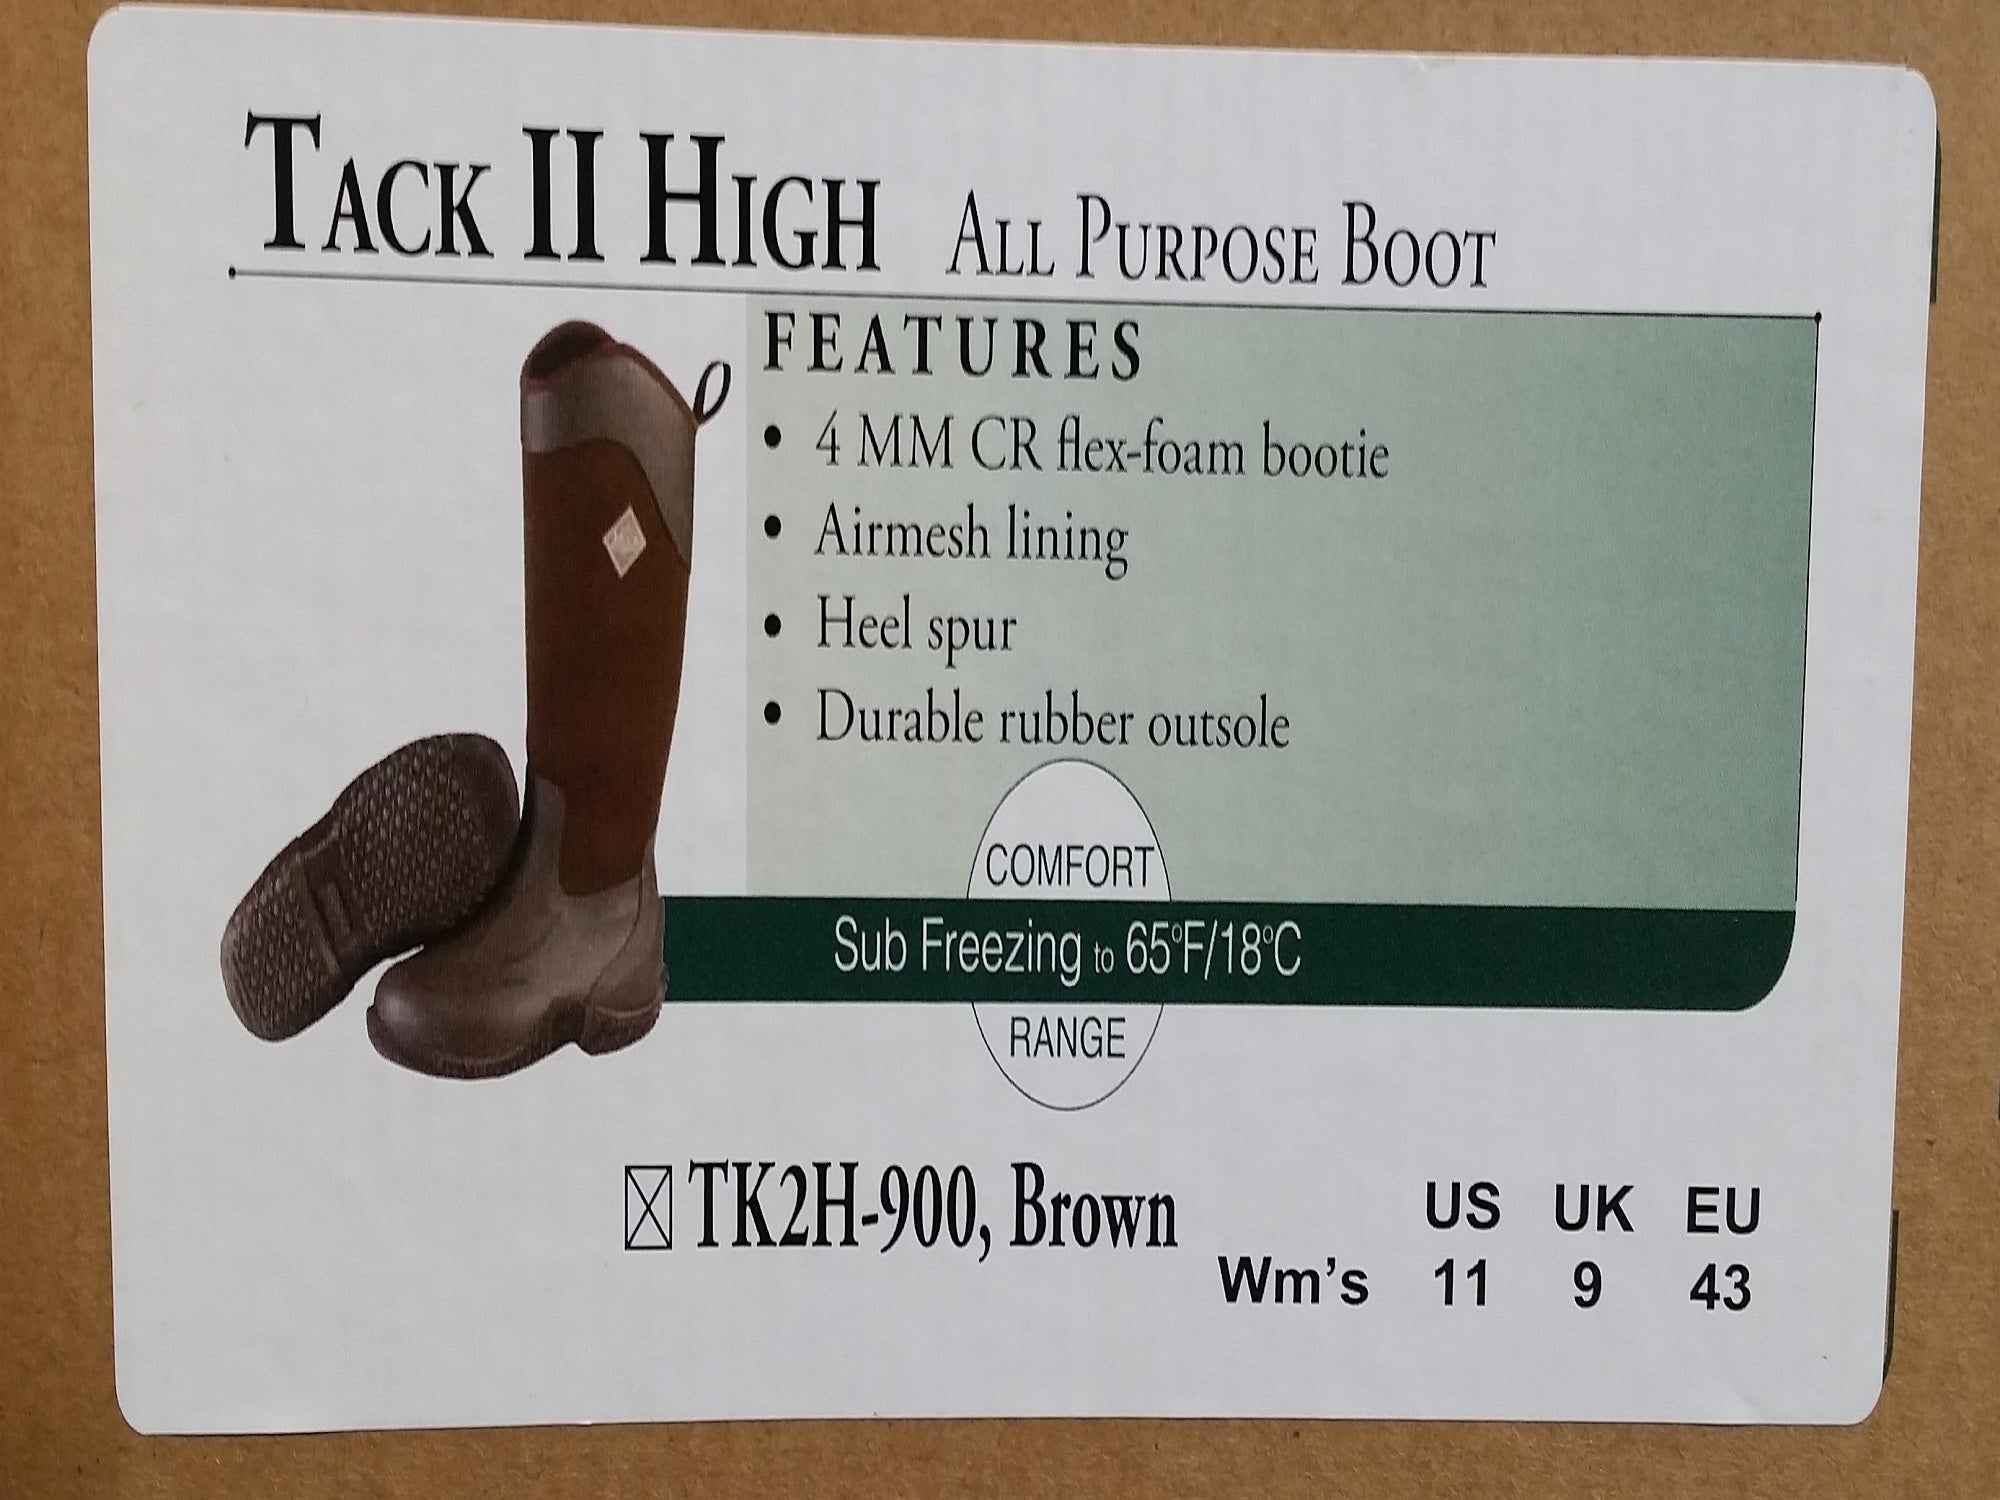 TACK II HIGH ALL PURPOSE BOOT
FEATURES
• 4 MM CR flex-foam bootie
• Airmesh lining
• Heel spur
• Durable rubber outsole
COMFORT
Sub Freezing to 65°F/18°C
RANGE
☒ TK2H-900, Brown
US UK EU
Wm's 11 9 43